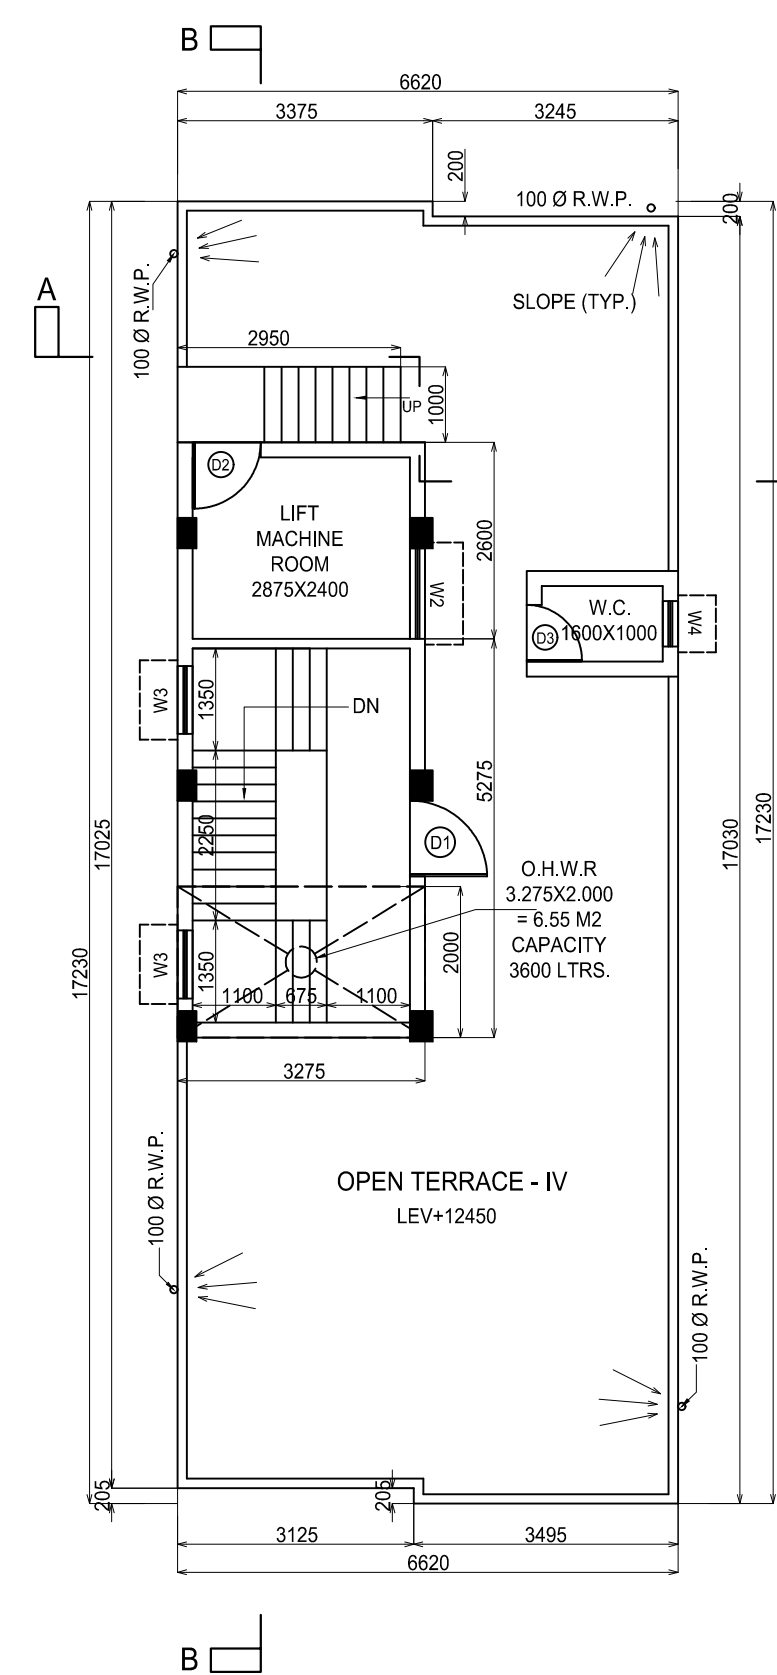 B
6620
3375
3245
200
100 Ø R.W.P.
200
A
100 Ø R.W.P.
SLOPE (TYP.)
2950
UP
1000
D2
LIFT
MACHINE
ROOM
2875X2400
2600
W2
W.C.
1600X1000
D3
W4
W3
1350
DN
2250
5275
D1
17025
17030
17230
O.H.W.R
3.275X2.000
= 6.55 M2
CAPACITY
3600 LTRS.
W3
1350
2000
17230
1100
675
1100
3275
OPEN TERRACE - IV
LEV+12450
100 Ø R.W.P.
100 Ø R.W.P.
205
205
3125
3495
6620
B